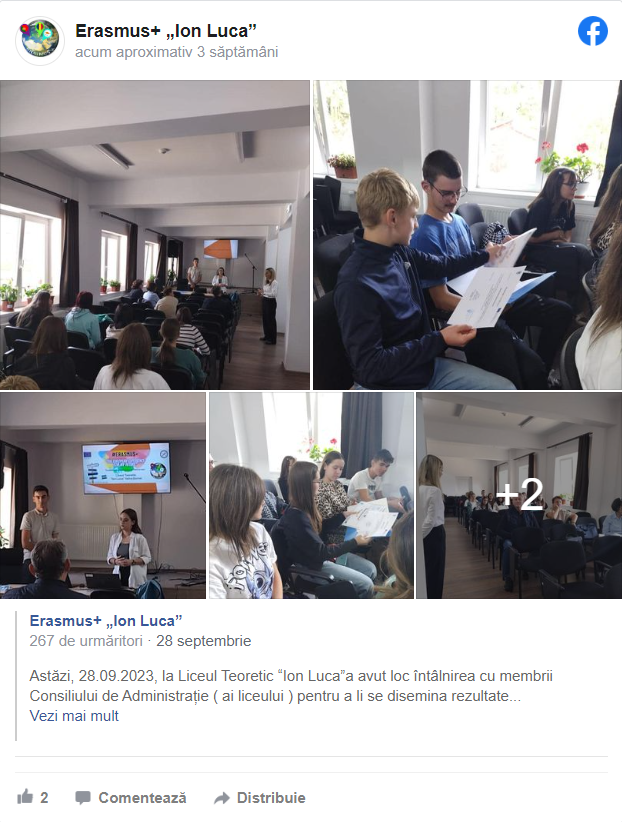 Erasmus+ „Ion Luca”
acum aproximativ 3 săptămâni
#ERASMUS+
+2
Erasmus+ „Ion Luca”
267 de urmăritori · 28 septembrie
Astăzi, 28.09.2023, la Liceul Teoretic “Ion Luca”a avut loc întâlnirea cu membrii
Consiliului de Administrație ( ai liceului ) pentru a li se disemina rezultate...
Vezi mai mult
2 Comentează Distribuie